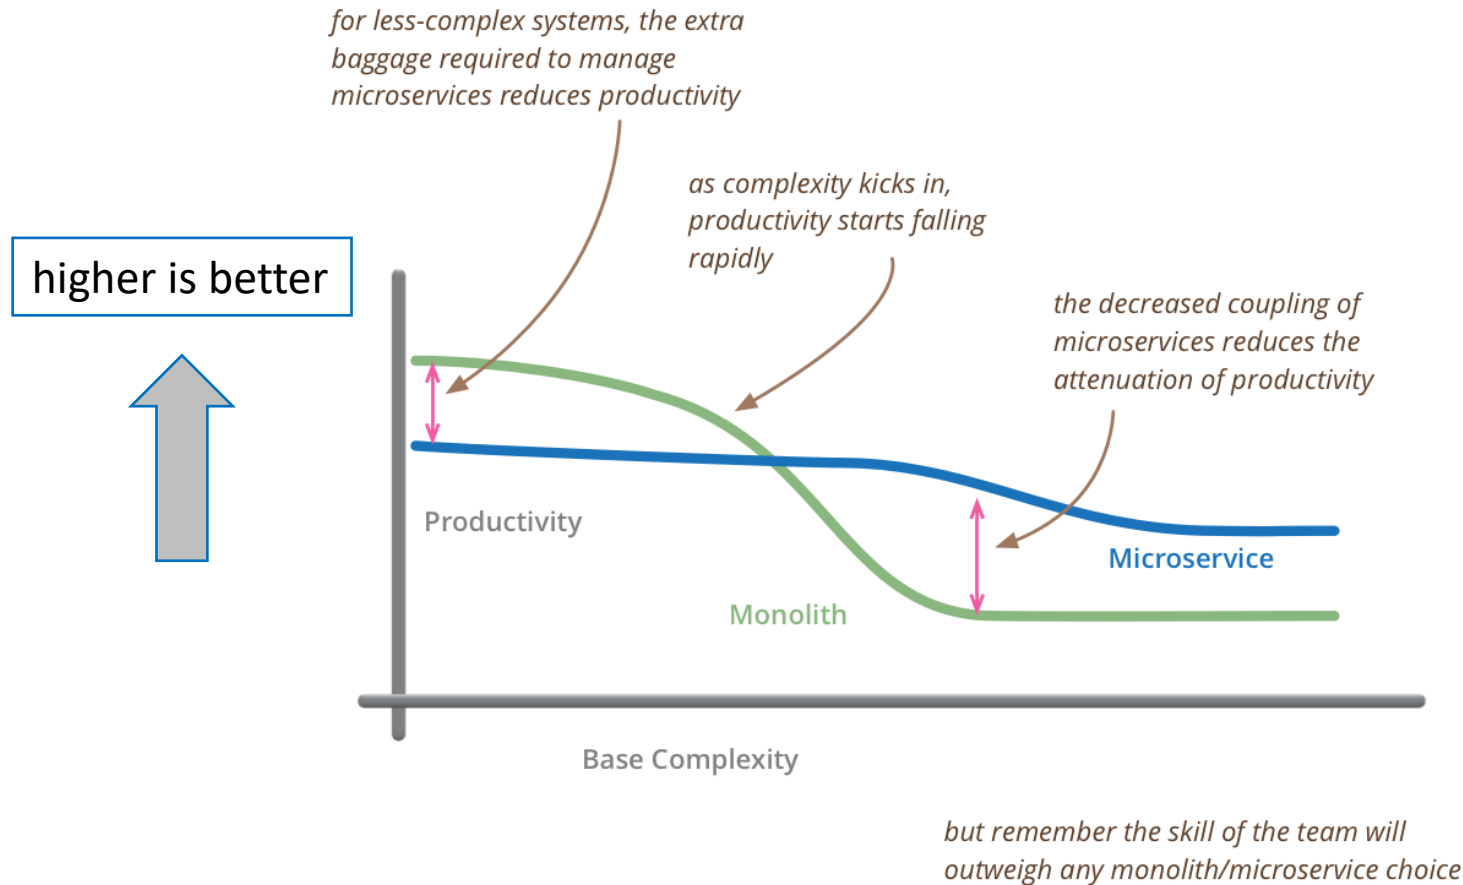 for less-complex systems, the extra
baggage required to manage
microservices reduces productivity
as complexity kicks in,
productivity starts falling
rapidly
higher is better
the decreased coupling of
microservices reduces the
attenuation of productivity
Productivity
Microservice
Monolith
Base Complexity
but remember the skill of the team will
outweigh any monolith/microservice choice